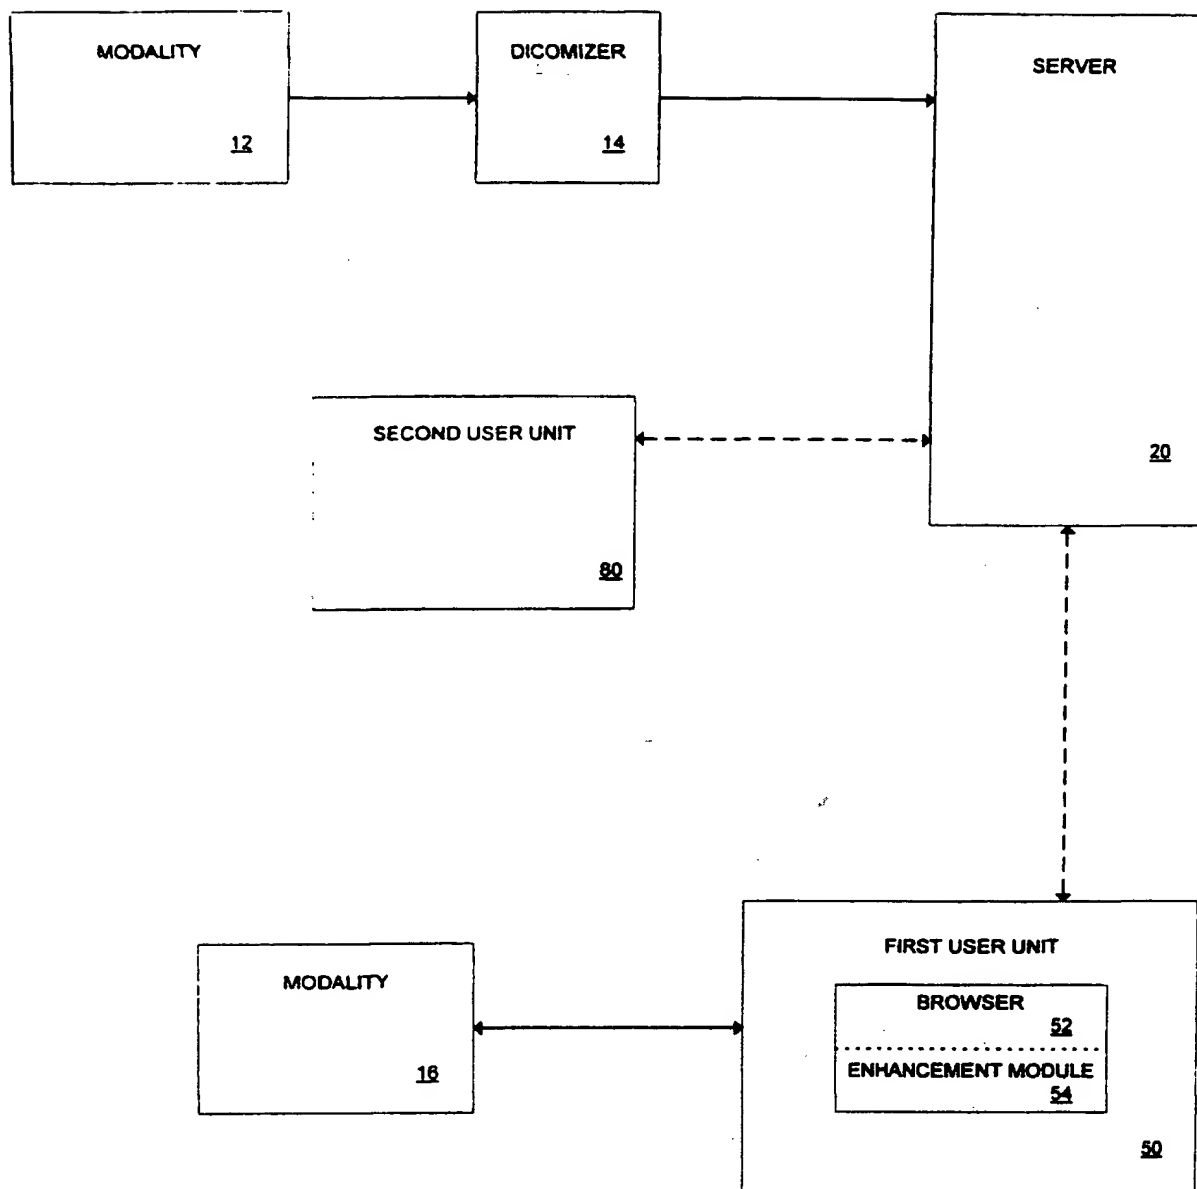 MODALITY
12
DICOMIZER
14
SERVER
20
SECOND USER UNIT
80
MODALITY
16
FIRST USER UNIT
BROWSER
52
ENHANCEMENT MODULE
54
50